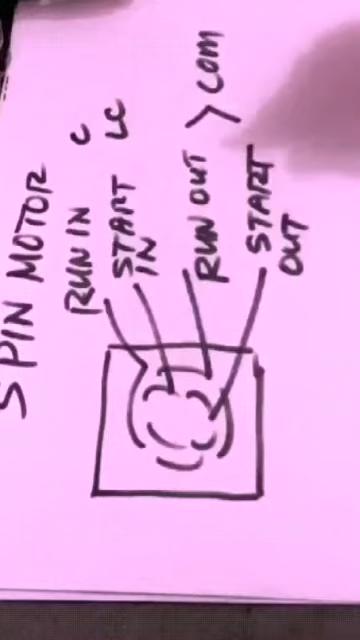 SPIN MOTOR
RUN IN C
START IN LC
RUN OUT > COM
START OUT